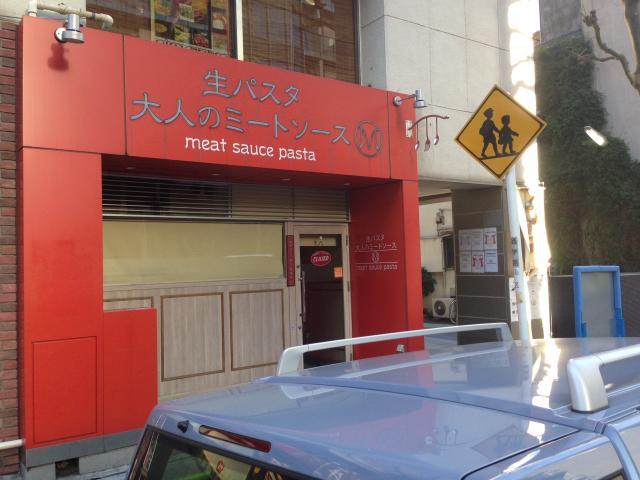 生パスタ
大人のミートソース M
meat sauce pasta
CLOSED
生パスタ
大人のミートソース
M
meat sauce pasta